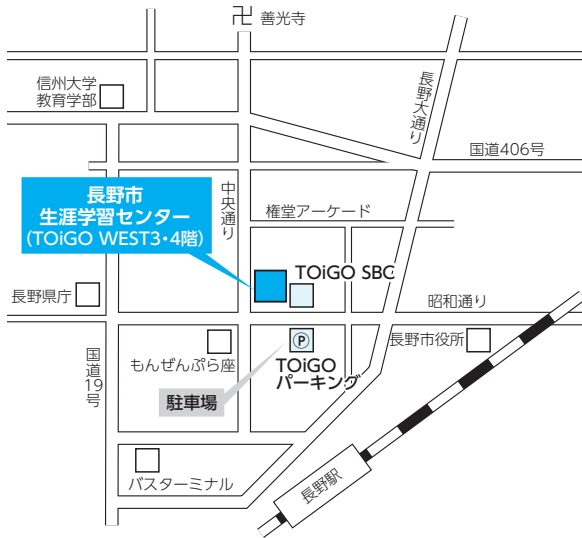 卍 善光寺
信州大学
教育学部
長野大通り
国道406号
長野市
生涯学習センター
(TOiGO WEST3・4階)
中央通り
権堂アーケード
TOiGO SBC
長野県庁
昭和通り
国道19号
もんぜんぷら座
P
TOiGO
パーキング
長野市役所
駐車場
バスターミナル
長野駅